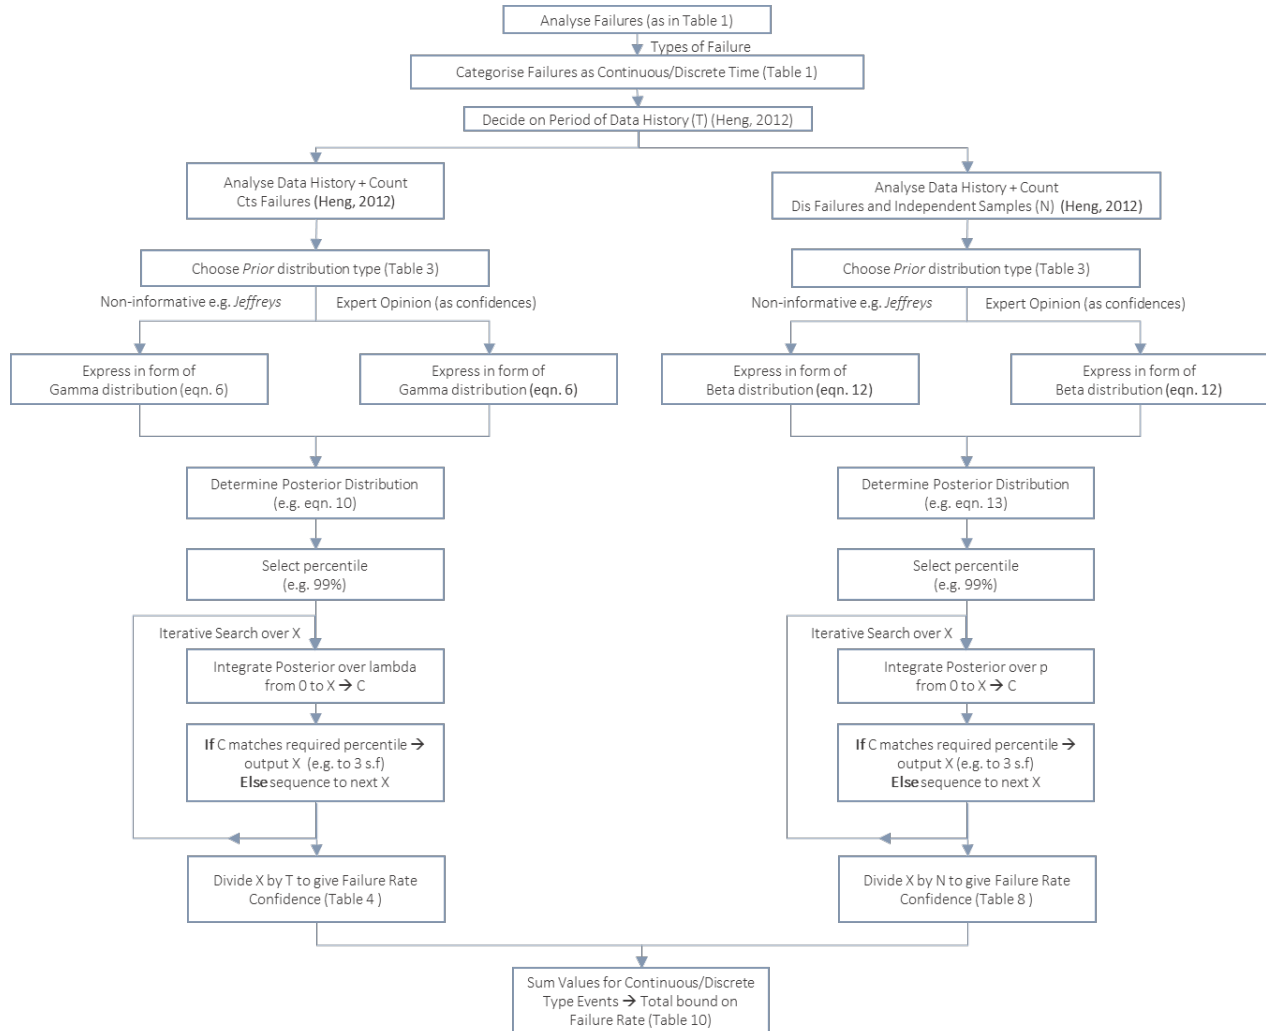 Analyse Failures (as in Table 1)
Types of Failure
Categorise Failures as Continuous/Discrete Time (Table 1)
Decide on Period of Data History (T) (Heng, 2012)
Analyse Data History + Count
Cts Failures (Heng, 2012)
Analyse Data History + Count
Dis Failures and Independent Samples (N) (Heng, 2012)
Choose Prior distribution type (Table 3)
Choose Prior distribution type (Table 3)
Non-informative e.g. Jeffreys
Expert Opinion (as confidences)
Non-informative e.g. Jeffreys
Expert Opinion (as confidences)
Express in form of
Gamma distribution (eqn. 6)
Express in form of
Gamma distribution (eqn. 6)
Express in form of
Beta distribution (eqn. 12)
Express in form of
Beta distribution (eqn. 12)
Determine Posterior Distribution
(e.g. eqn. 10)
Determine Posterior Distribution
(e.g. eqn. 13)
Select percentile
(e.g. 99%)
Select percentile
(e.g. 99%)
Iterative Search over X
Iterative Search over X
Integrate Posterior over lambda
from 0 to X → C
Integrate Posterior over p
from 0 to X → C
If C matches required percentile →
output X (e.g. to 3 s.f)
Else sequence to next X
If C matches required percentile →
output X (e.g. to 3 s.f)
Else sequence to next X
Divide X by T to give Failure Rate
Confidence (Table 4 )
Divide X by N to give Failure Rate
Confidence (Table 8 )
Sum Values for Continuous/Discrete
Type Events → Total bound on
Failure Rate (Table 10)